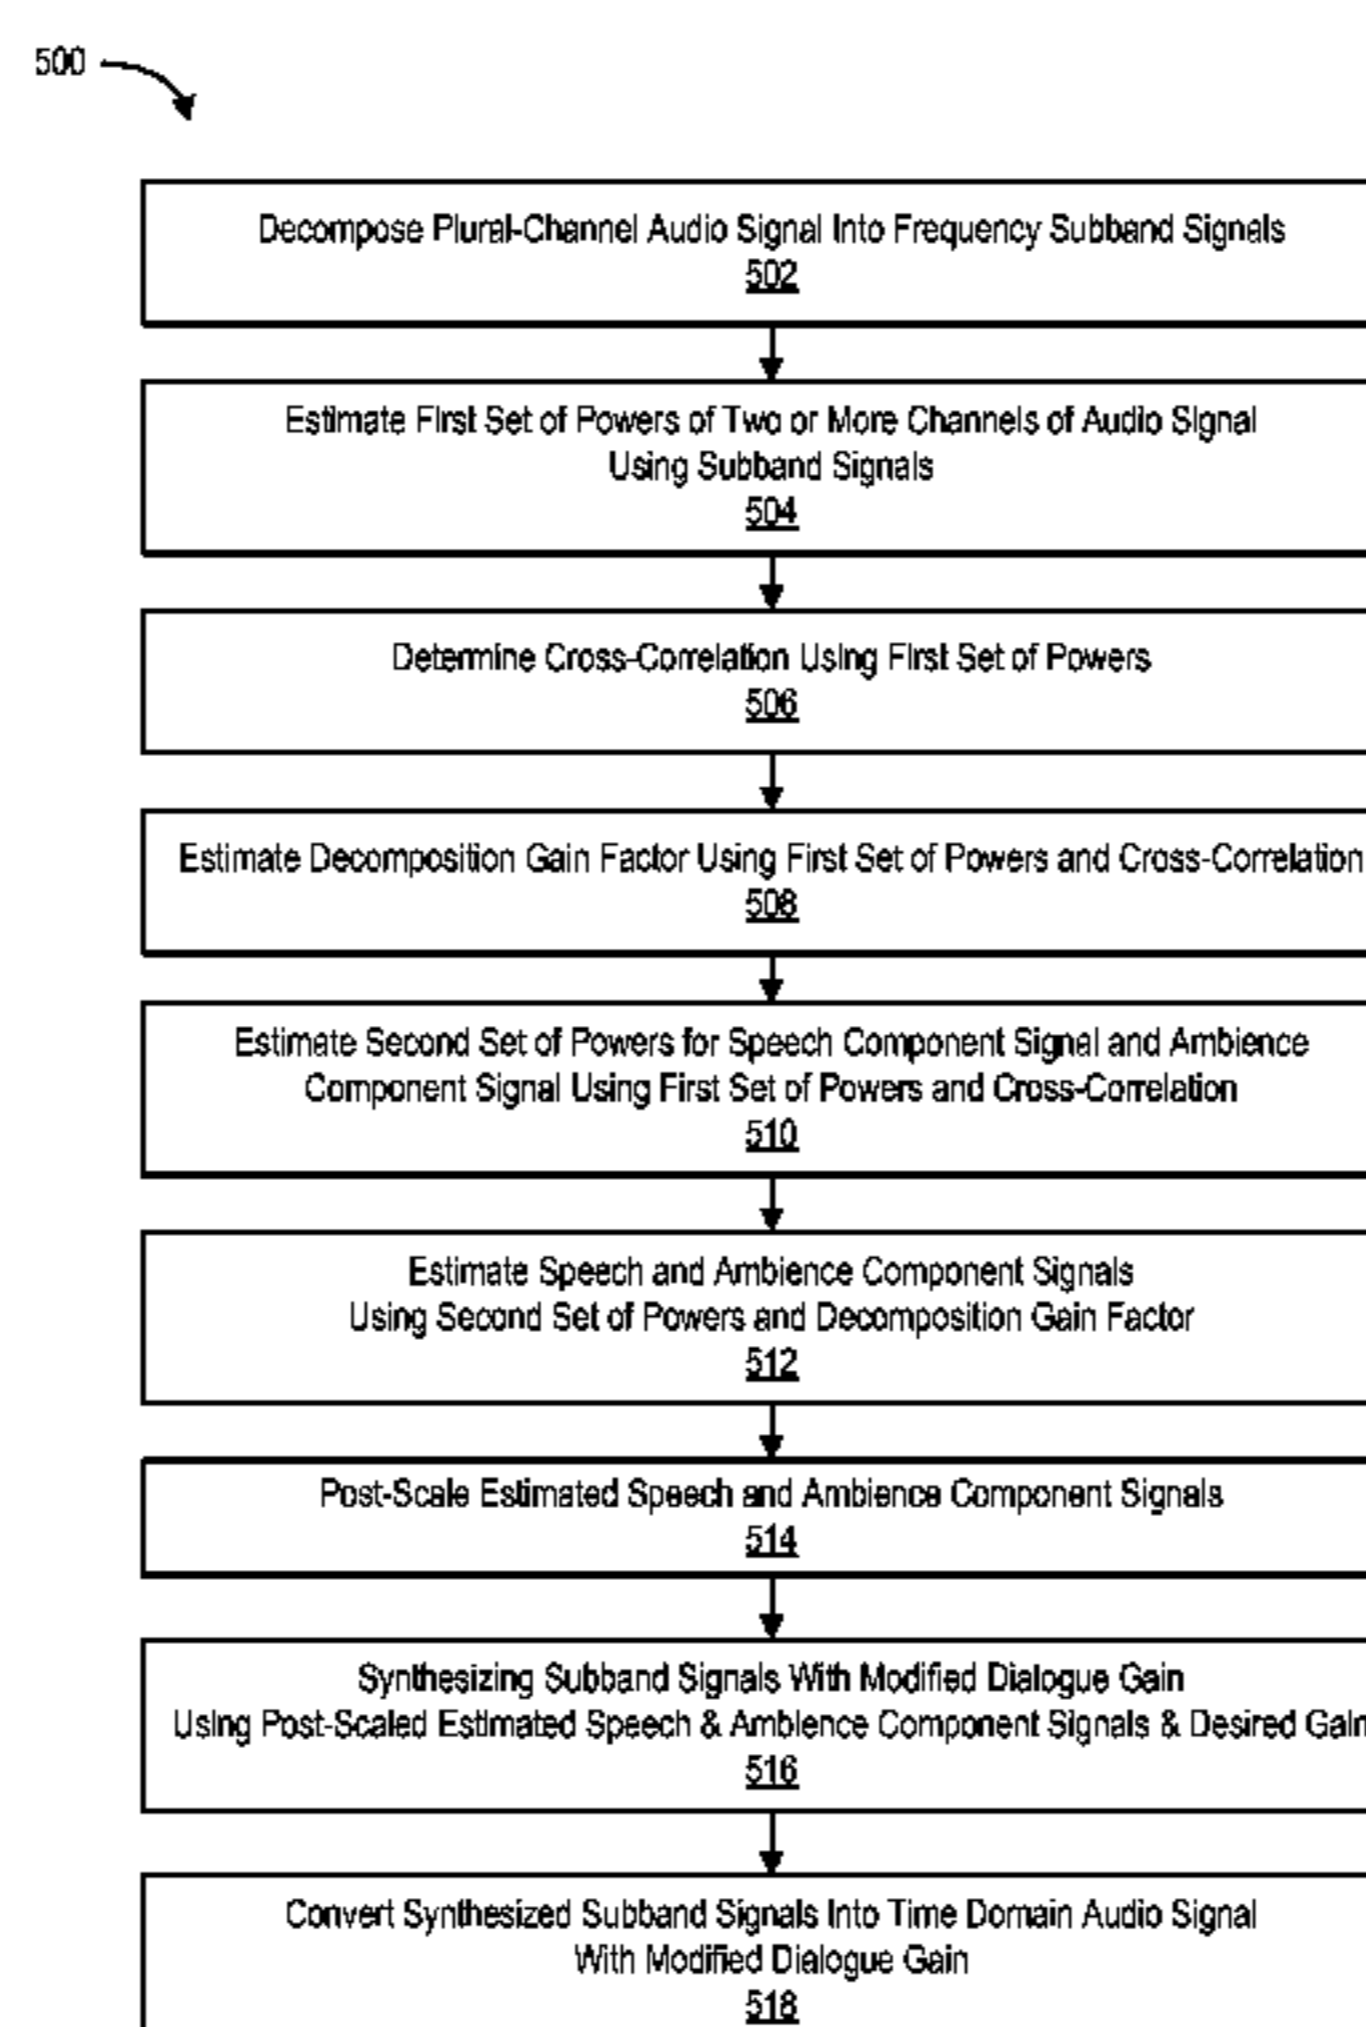 500
Decompose Plural-Channel Audio Signal Into Frequency Subband Signals
502
Estimate First Set of Powers of Two or More Channels of Audio Signal
Using Subband Signals
504
Determine Cross-Correlation Using First Set of Powers
506
Estimate Decomposition Gain Factor Using First Set of Powers and Cross-Correlation
508
Estimate Second Set of Powers for Speech Component Signal and Ambience
Component Signal Using First Set of Powers and Cross-Correlation
510
Estimate Speech and Ambience Component Signals
Using Second Set of Powers and Decomposition Gain Factor
512
Post-Scale Estimated Speech and Ambience Component Signals
514
Synthesizing Subband Signals With Modified Dialogue Gain
Using Post-Scaled Estimated Speech & Ambience Component Signals & Desired Gain
516
Convert Synthesized Subband Signals Into Time Domain Audio Signal
With Modified Dialogue Gain
518